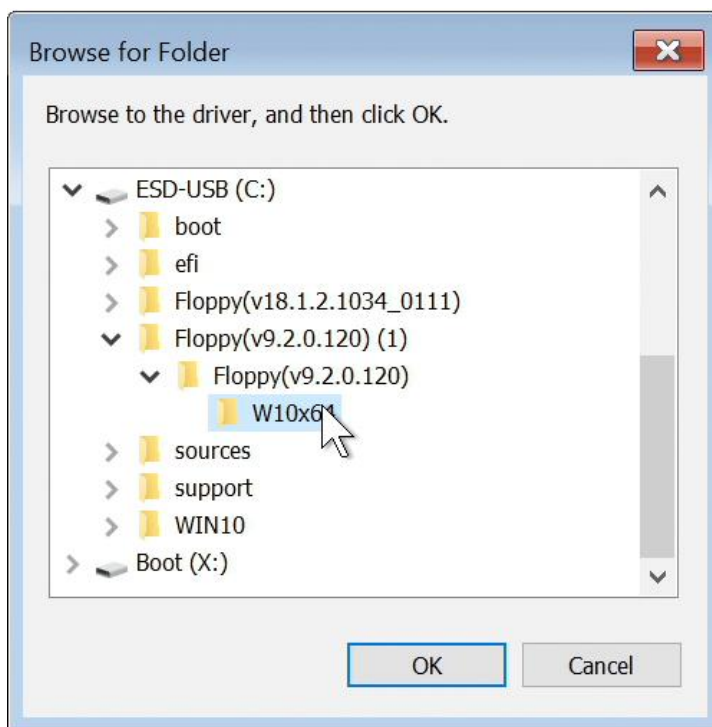 Browse for Folder
Browse to the driver, and then click OK.
ESD-USB (C:)
boot
efi
Floppy(v18.1.2.1034_0111)
Floppy(v9.2.0.120) (1)
Floppy(v9.2.0.120)
W10x64
sources
support
WIN10
Boot (X:)
OK Cancel